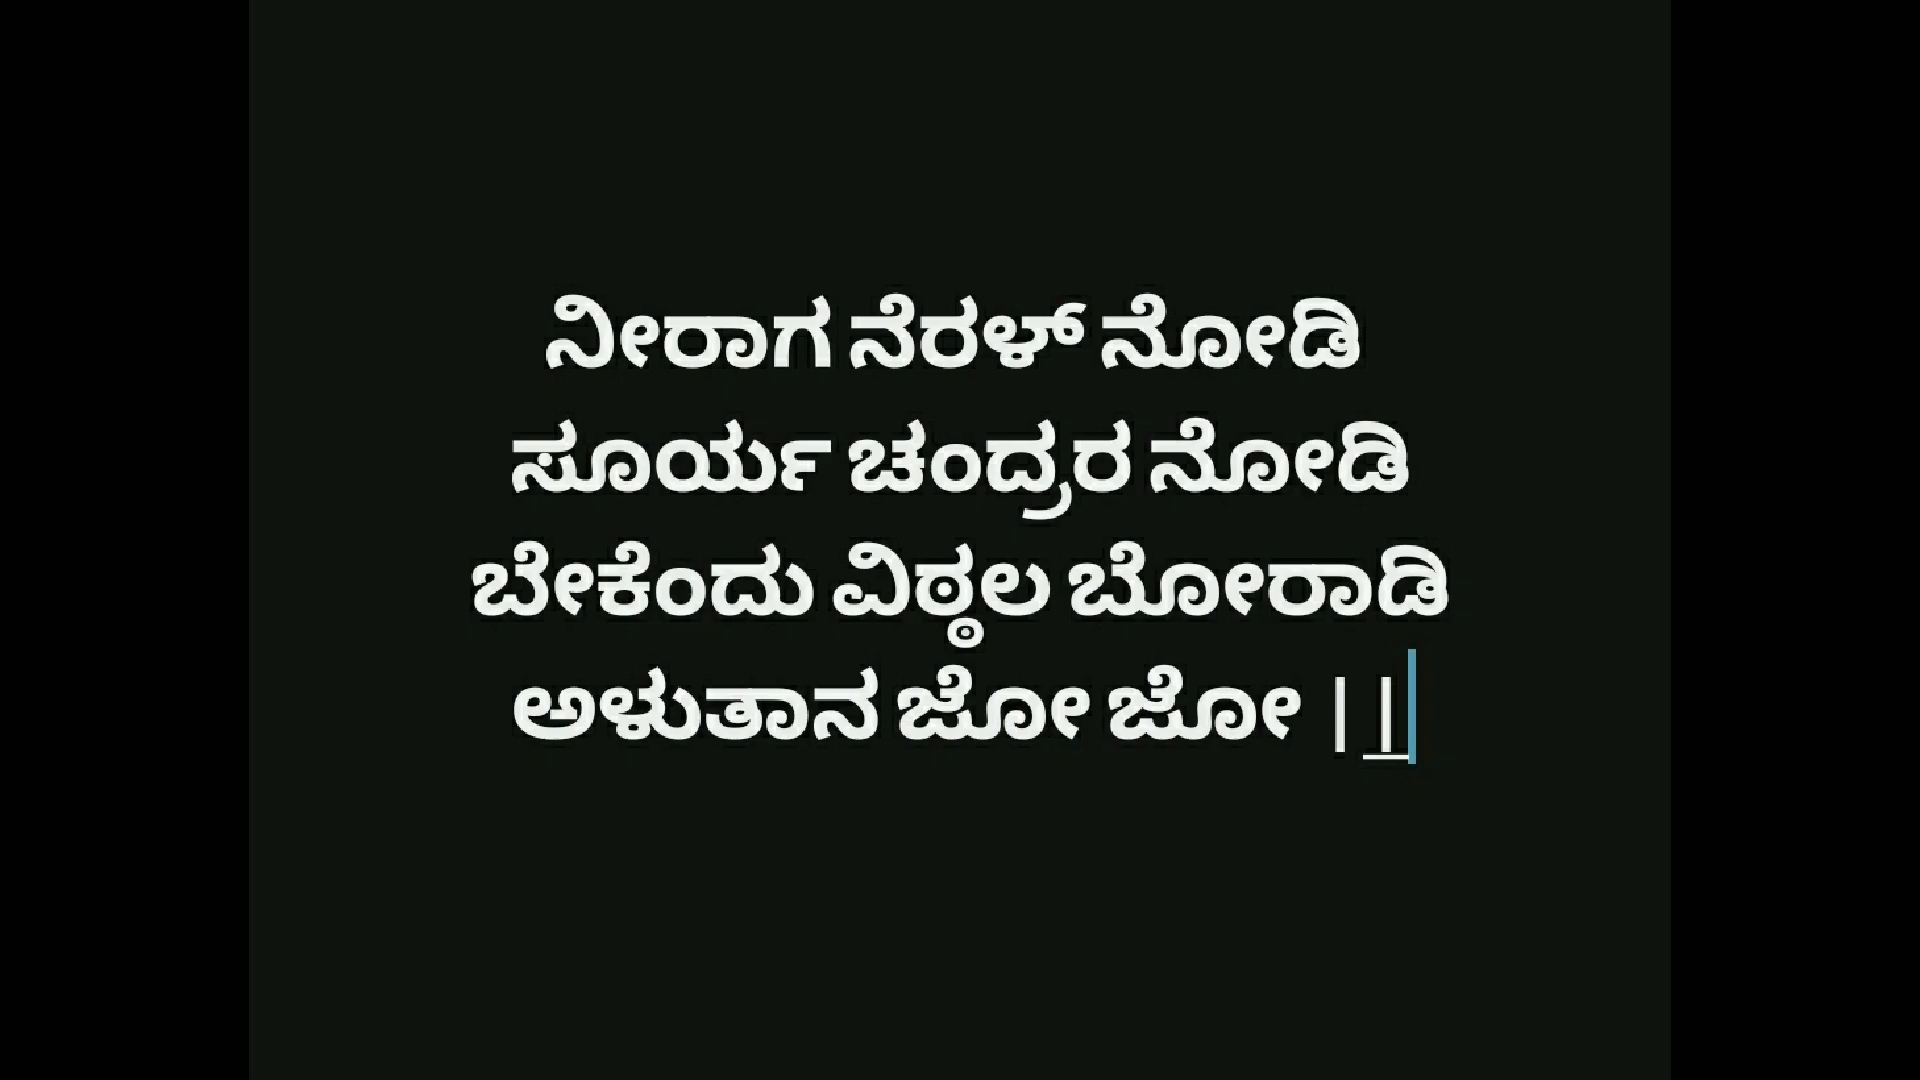 ನೀರಾಗ ನೆರಳ್ ನೋಡಿ
ಸೂರ್ಯ ಚಂದ್ರರ ನೋಡಿ
ಬೇಕೆಂದು ವಿಠ್ಠಲ ಬೋರಾಡಿ
ಅಳುತಾನ ಜೋ ಜೋ ||